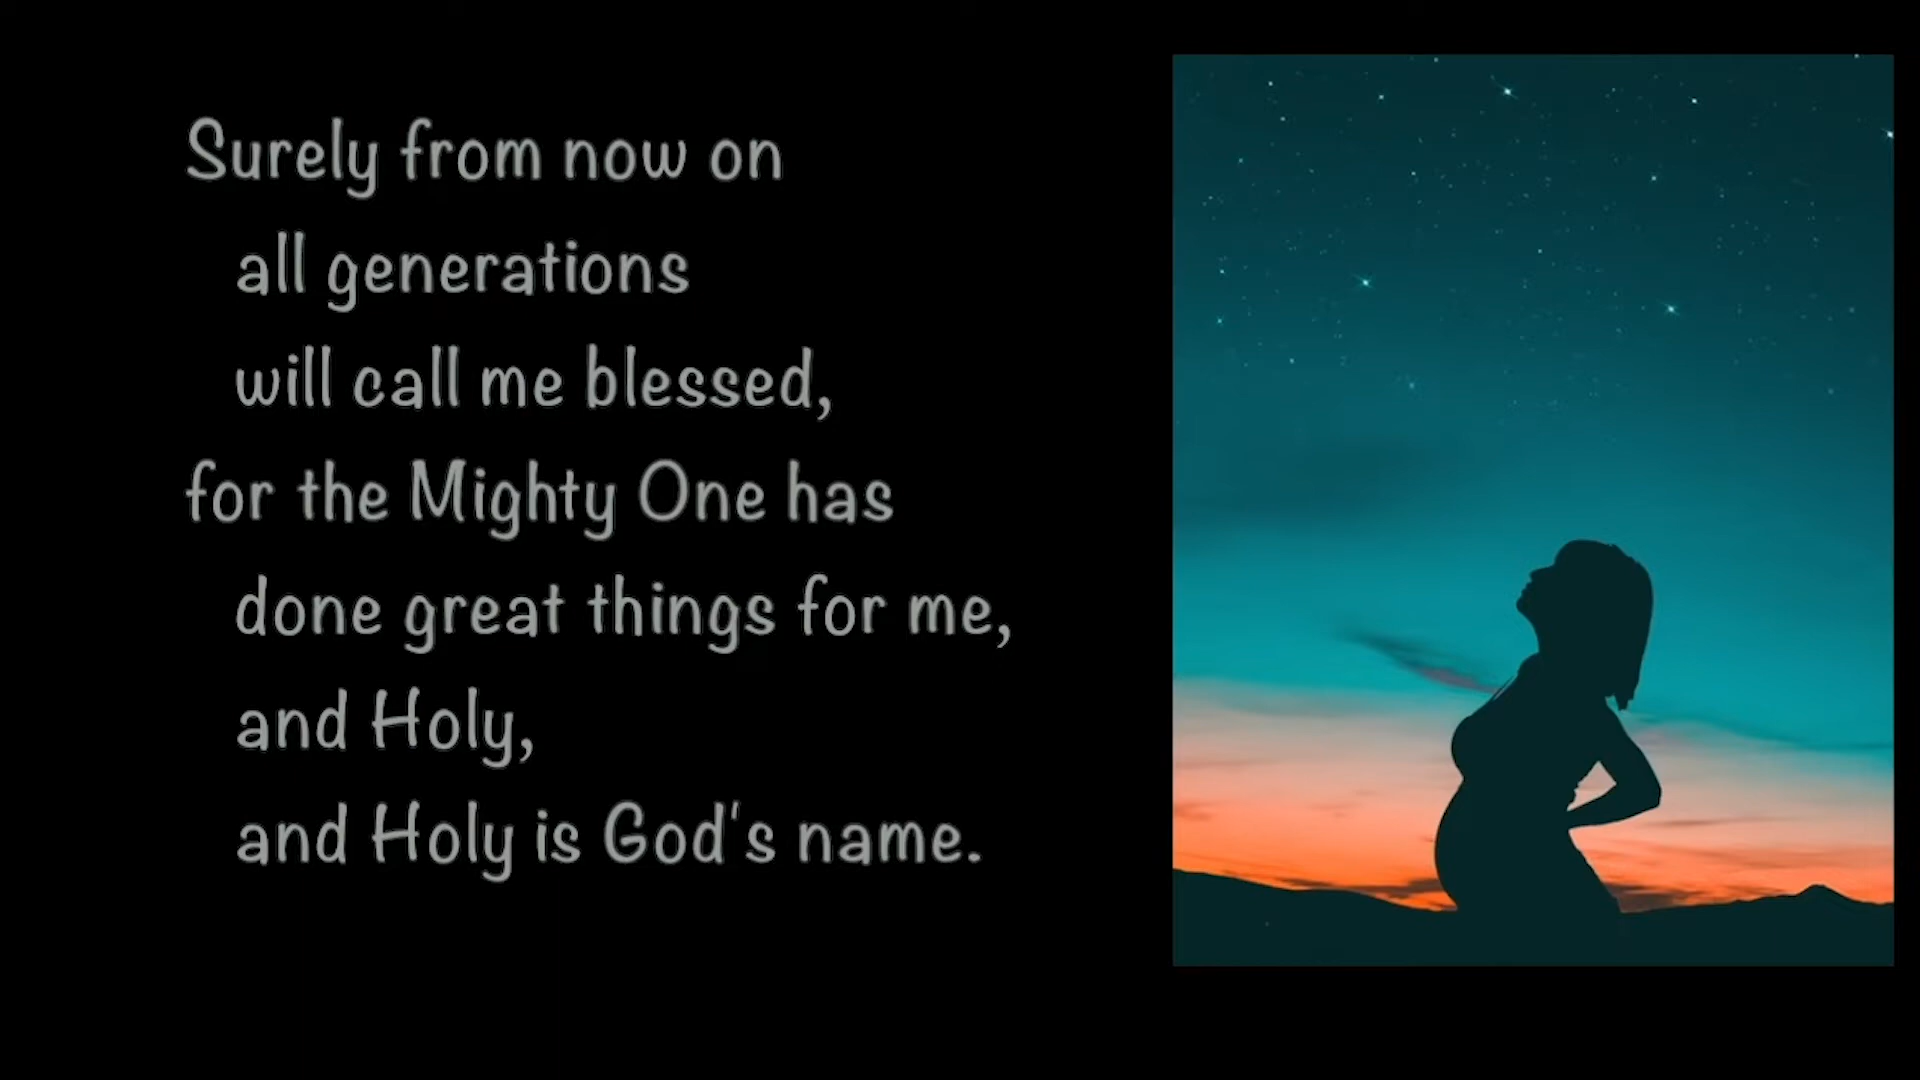 Surely from now on
all generations
will call me blessed,
for the Mighty One has
done great things for me,
and Holy,
and Holy is God's name.